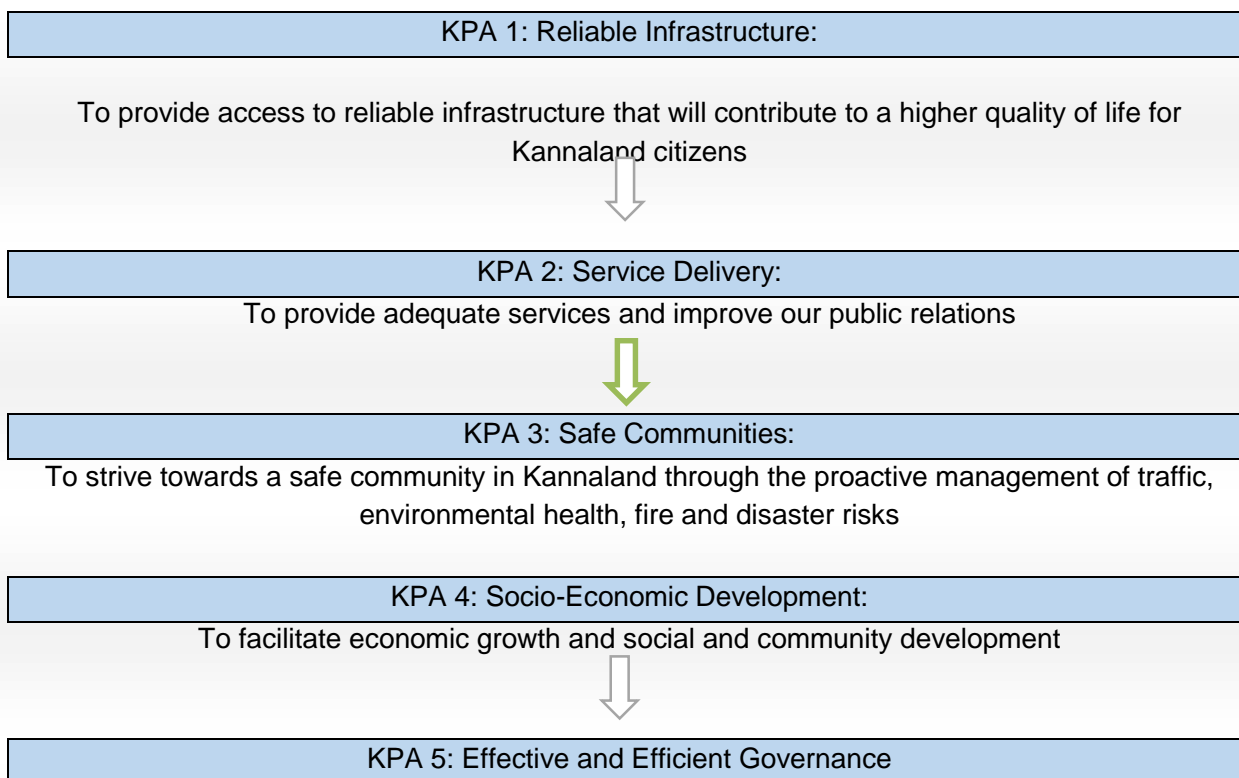 KPA 1: Reliable Infrastructure:
To provide access to reliable infrastructure that will contribute to a higher quality of life for
Kannaland citizens
KPA 2: Service Delivery:
To provide adequate services and improve our public relations
KPA 3: Safe Communities:
To strive towards a safe community in Kannaland through the proactive management of traffic,
environmental health, fire and disaster risks
KPA 4: Socio-Economic Development:
To facilitate economic growth and social and community development
KPA 5: Effective and Efficient Governance